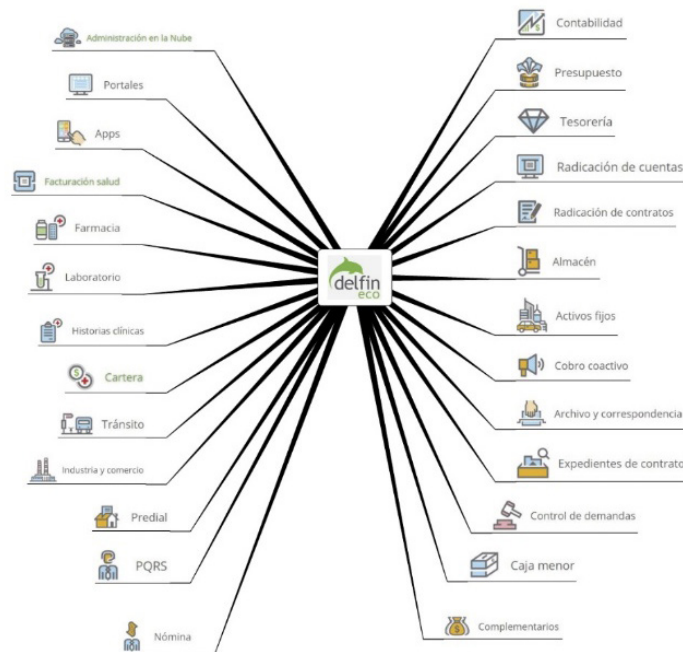 Administración en la Nube
Portales
Apps
Facturación salud
Farmacia
Laboratorio
Historias clínicas
Cartera
Tránsito
Industria y comercio
Predial
PQRS
Nómina
delfin
eco
Contabilidad
Presupuesto
Tesorería
Radicación de cuentas
Radicación de contratos
Almacén
Activos fijos
Cobro coactivo
Archivo y correspondencia
Expedientes de contrato
Control de demandas
Caja menor
Complementarios